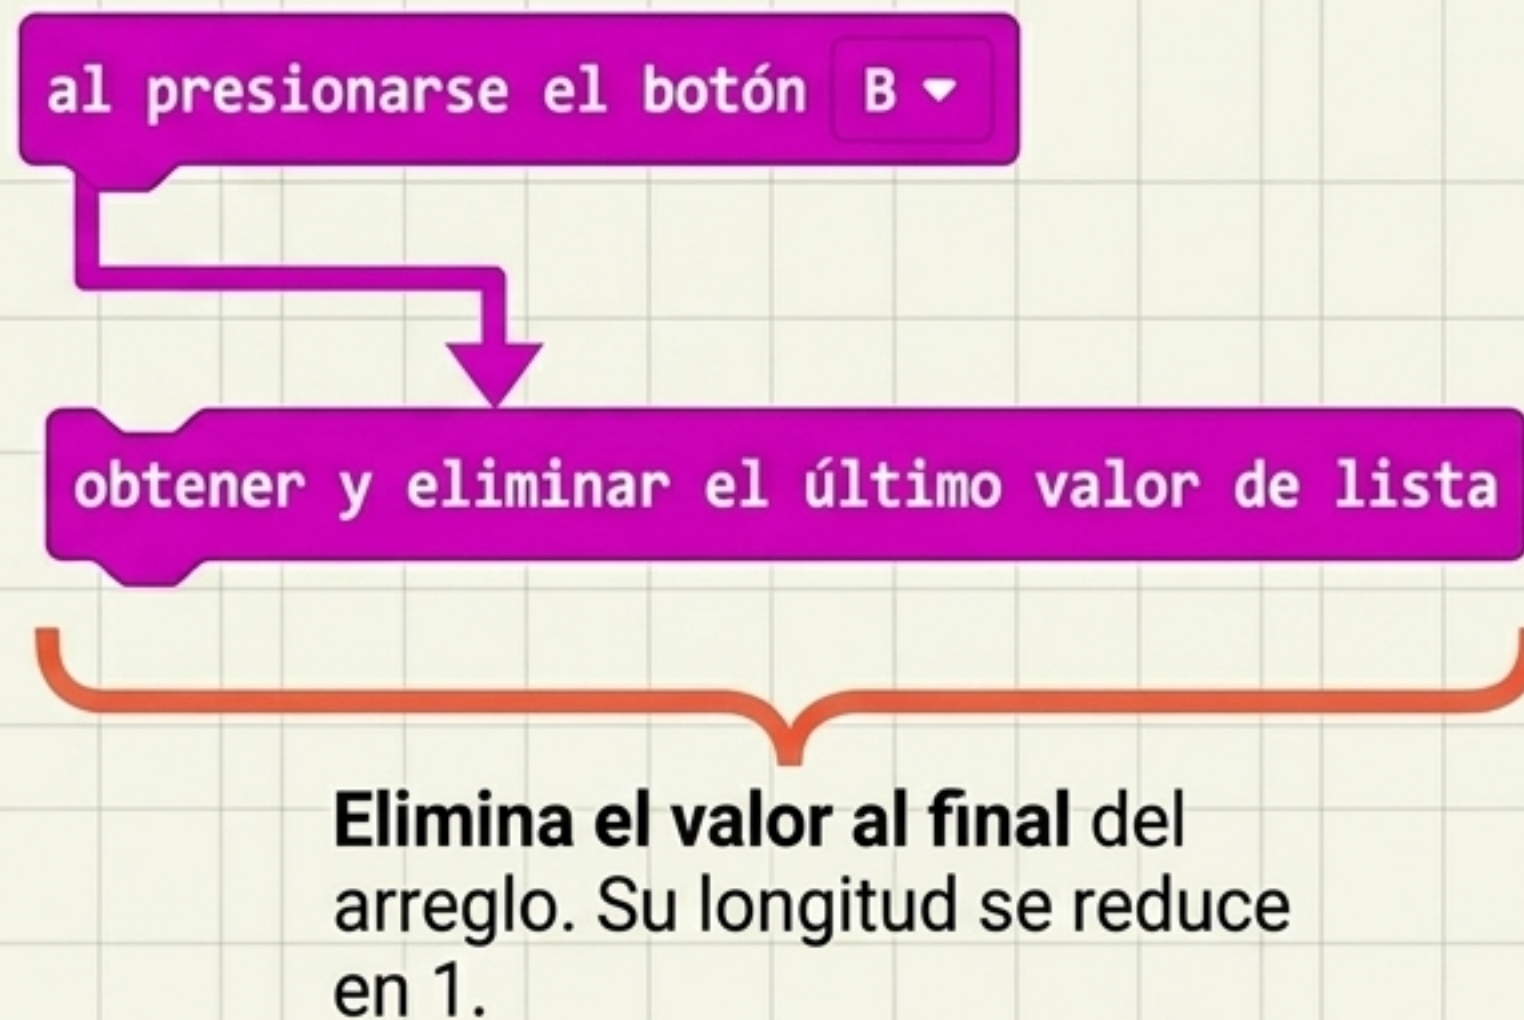 al presionarse el botón B
obtener y eliminar el último valor de lista
Elimina el valor al final del
arreglo. Su longitud se reduce
en 1.